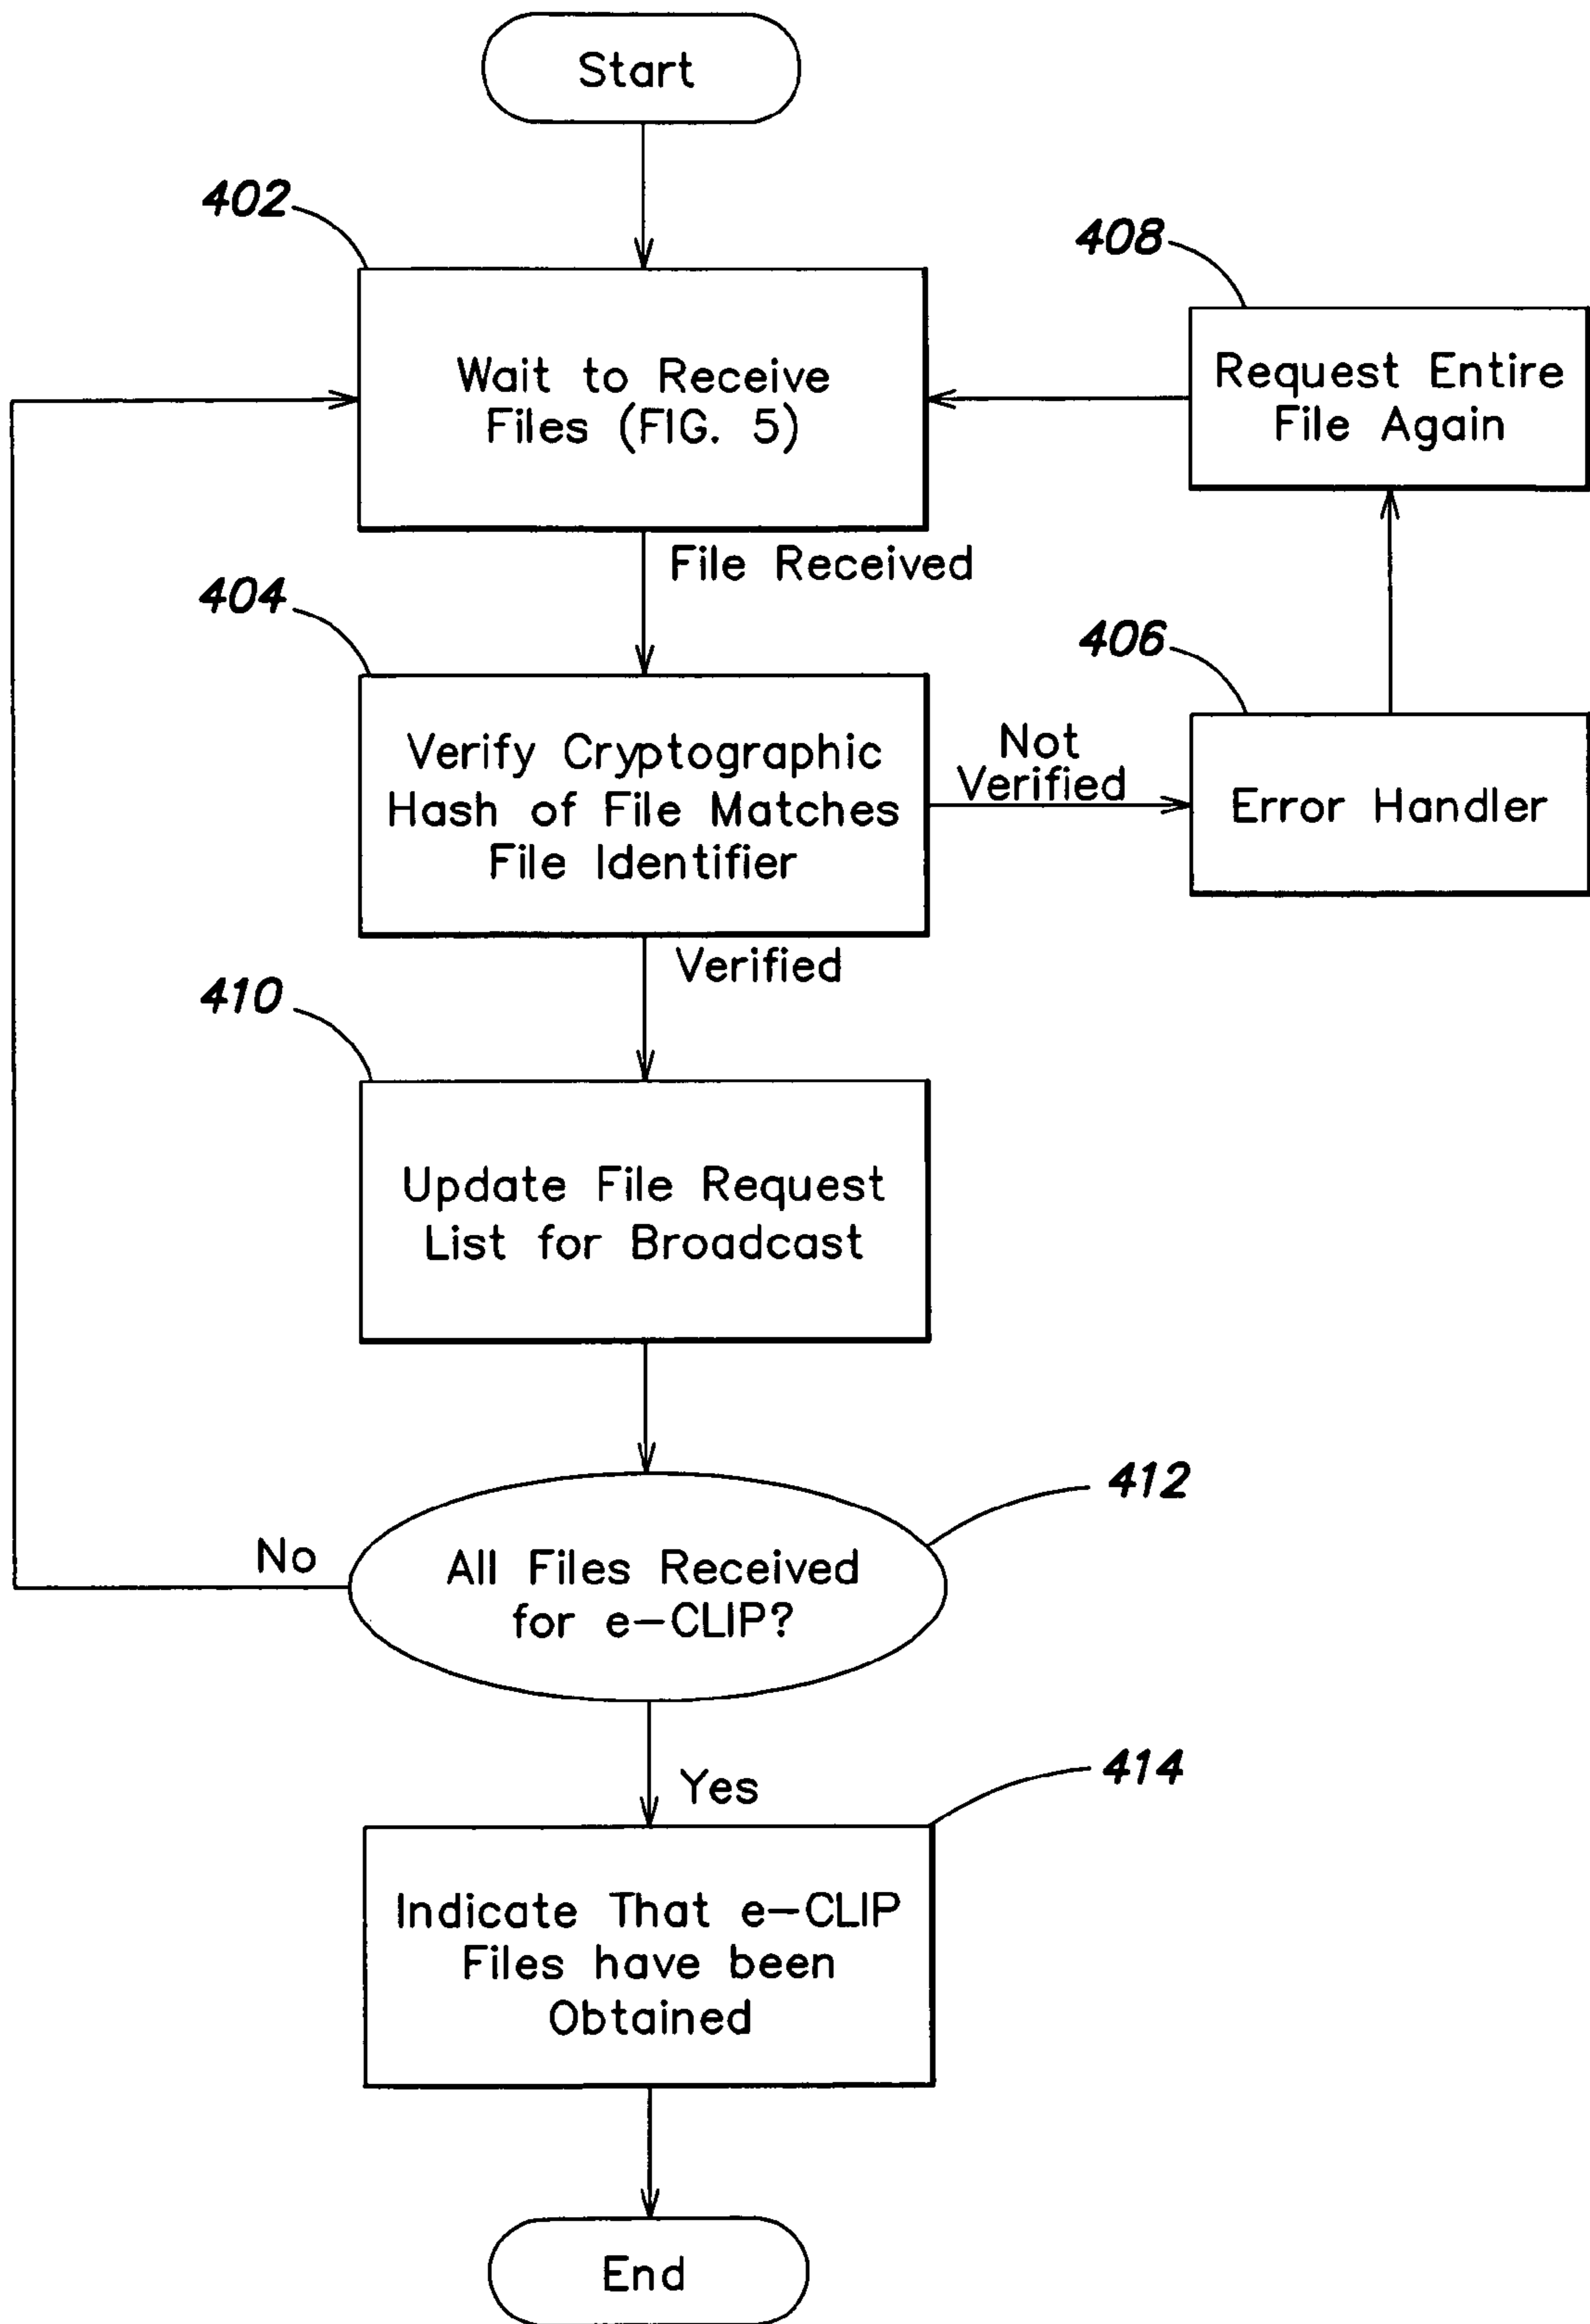 Start
402
Wait to Receive
Files (FIG. 5)
408
Request Entire
File Again
File Received
404
Verify Cryptographic
Hash of File Matches
File Identifier
Not
Verified
406
Error Handler
Verified
410
Update File Request
List for Broadcast
412
All Files Received
for e-CLIP?
No
Yes
414
Indicate That e-CLIP
Files have been
Obtained
End